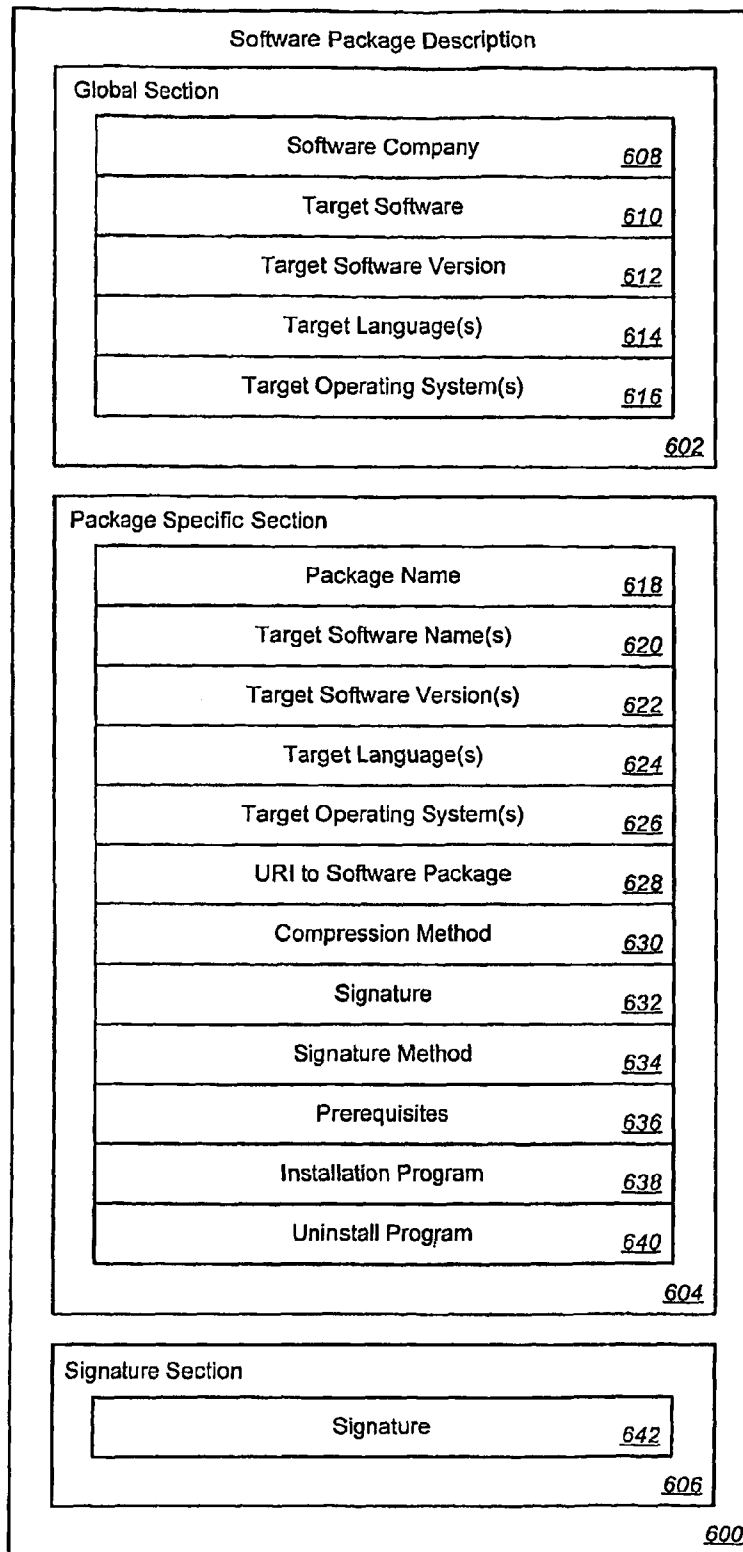 Software Package Description
Global Section
Software Company 608
Target Software 610
Target Software Version 612
Target Language(s) 614
Target Operating System(s) 616
602
Package Specific Section
Package Name 618
Target Software Name(s) 620
Target Software Version(s) 622
Target Language(s) 624
Target Operating System(s) 626
URI to Software Package 628
Compression Method 630
Signature 632
Signature Method 634
Prerequisites 636
Installation Program 638
Uninstall Program 640
604
Signature Section
Signature 642
606
600